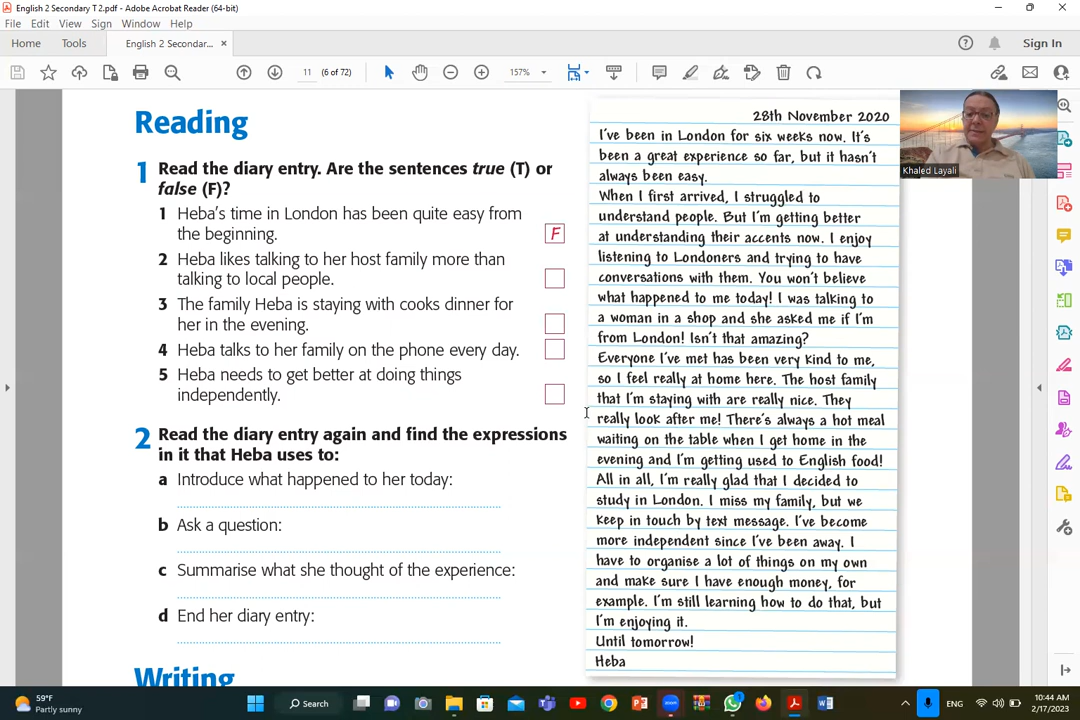 English 2 Secondary T 2.pdf - Adobe Acrobat Reader (64-bit)
File Edit View Sign Window Help
Home Tools English 2 Secondar... × Sign In
11 (6 of 72) 157%
Reading
1 Read the diary entry. Are the sentences true (T) or
false (F)?
1 Heba's time in London has been quite easy from
the beginning. F
2 Heba likes talking to her host family more than
talking to local people.
3 The family Heba is staying with cooks dinner for
her in the evening.
4 Heba talks to her family on the phone every day.
5 Heba needs to get better at doing things
independently.
2 Read the diary entry again and find the expressions
in it that Heba uses to:
a Introduce what happened to her today:
b Ask a question:
c Summarise what she thought of the experience:
d End her diary entry:
Writing
28th November 2020
I've been in London for six weeks now. It's
been a great experience so far, but it hasn't
always been easy.
When I first arrived, I struggled to
understand people. But I'm getting better
at understanding their accents now. I enjoy
listening to Londoners and trying to have
conversations with them. You won't believe
what happened to me today! I was talking to
a woman in a shop and she asked me if I'm
from London! Isn't that amazing?
Everyone I've met has been very kind to me,
so I feel really at home here. The host family
that I'm staying with are really nice. They
really look after me! There's always a hot meal
waiting on the table when I get home in the
evening and I'm getting used to English food!
All in all, I'm really glad that I decided to
study in London. I miss my family, but we
keep in touch by text message. I've become
more independent since I've been away. I
have to organise a lot of things on my own
and make sure I have enough money, for
example. I'm still learning how to do that, but
I'm enjoying it.
Until tomorrow!
Heba
Khaled Layali
59°F
Partly sunny
Search
ENG
10:44 AM
2/17/2023